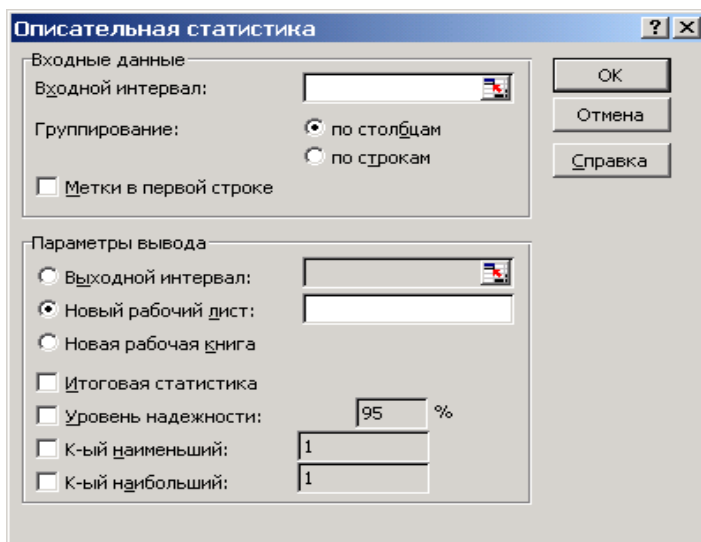 Описательная статистика
Входные данные
Входной интервал:
Группирование:
по столбцам
по строкам
Метки в первой строке
OK
Отмена
Справка
Параметры вывода
Выходной интервал:
Новый рабочий лист:
Новая рабочая книга
Итоговая статистика
Уровень надежности: 95 %
К-ый наименьший: 1
К-ый наибольший: 1